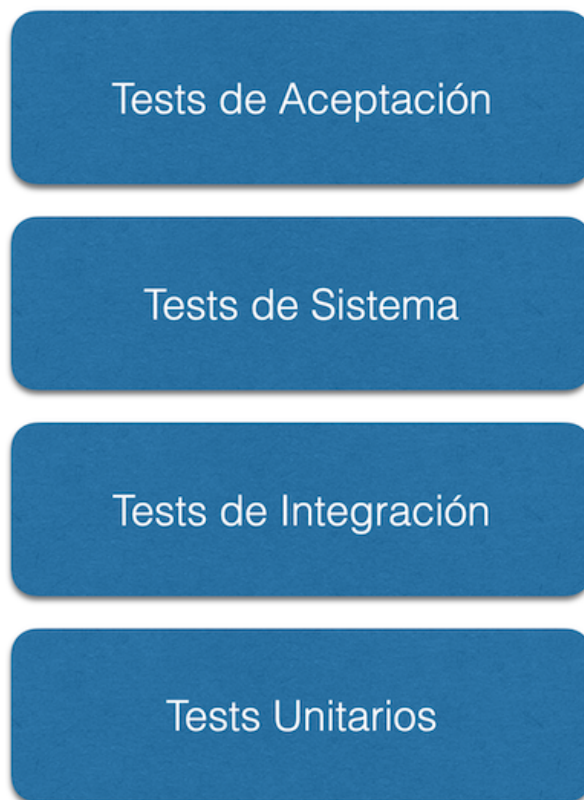 Tests de Aceptación
Tests de Sistema
Tests de Integración
Tests Unitarios